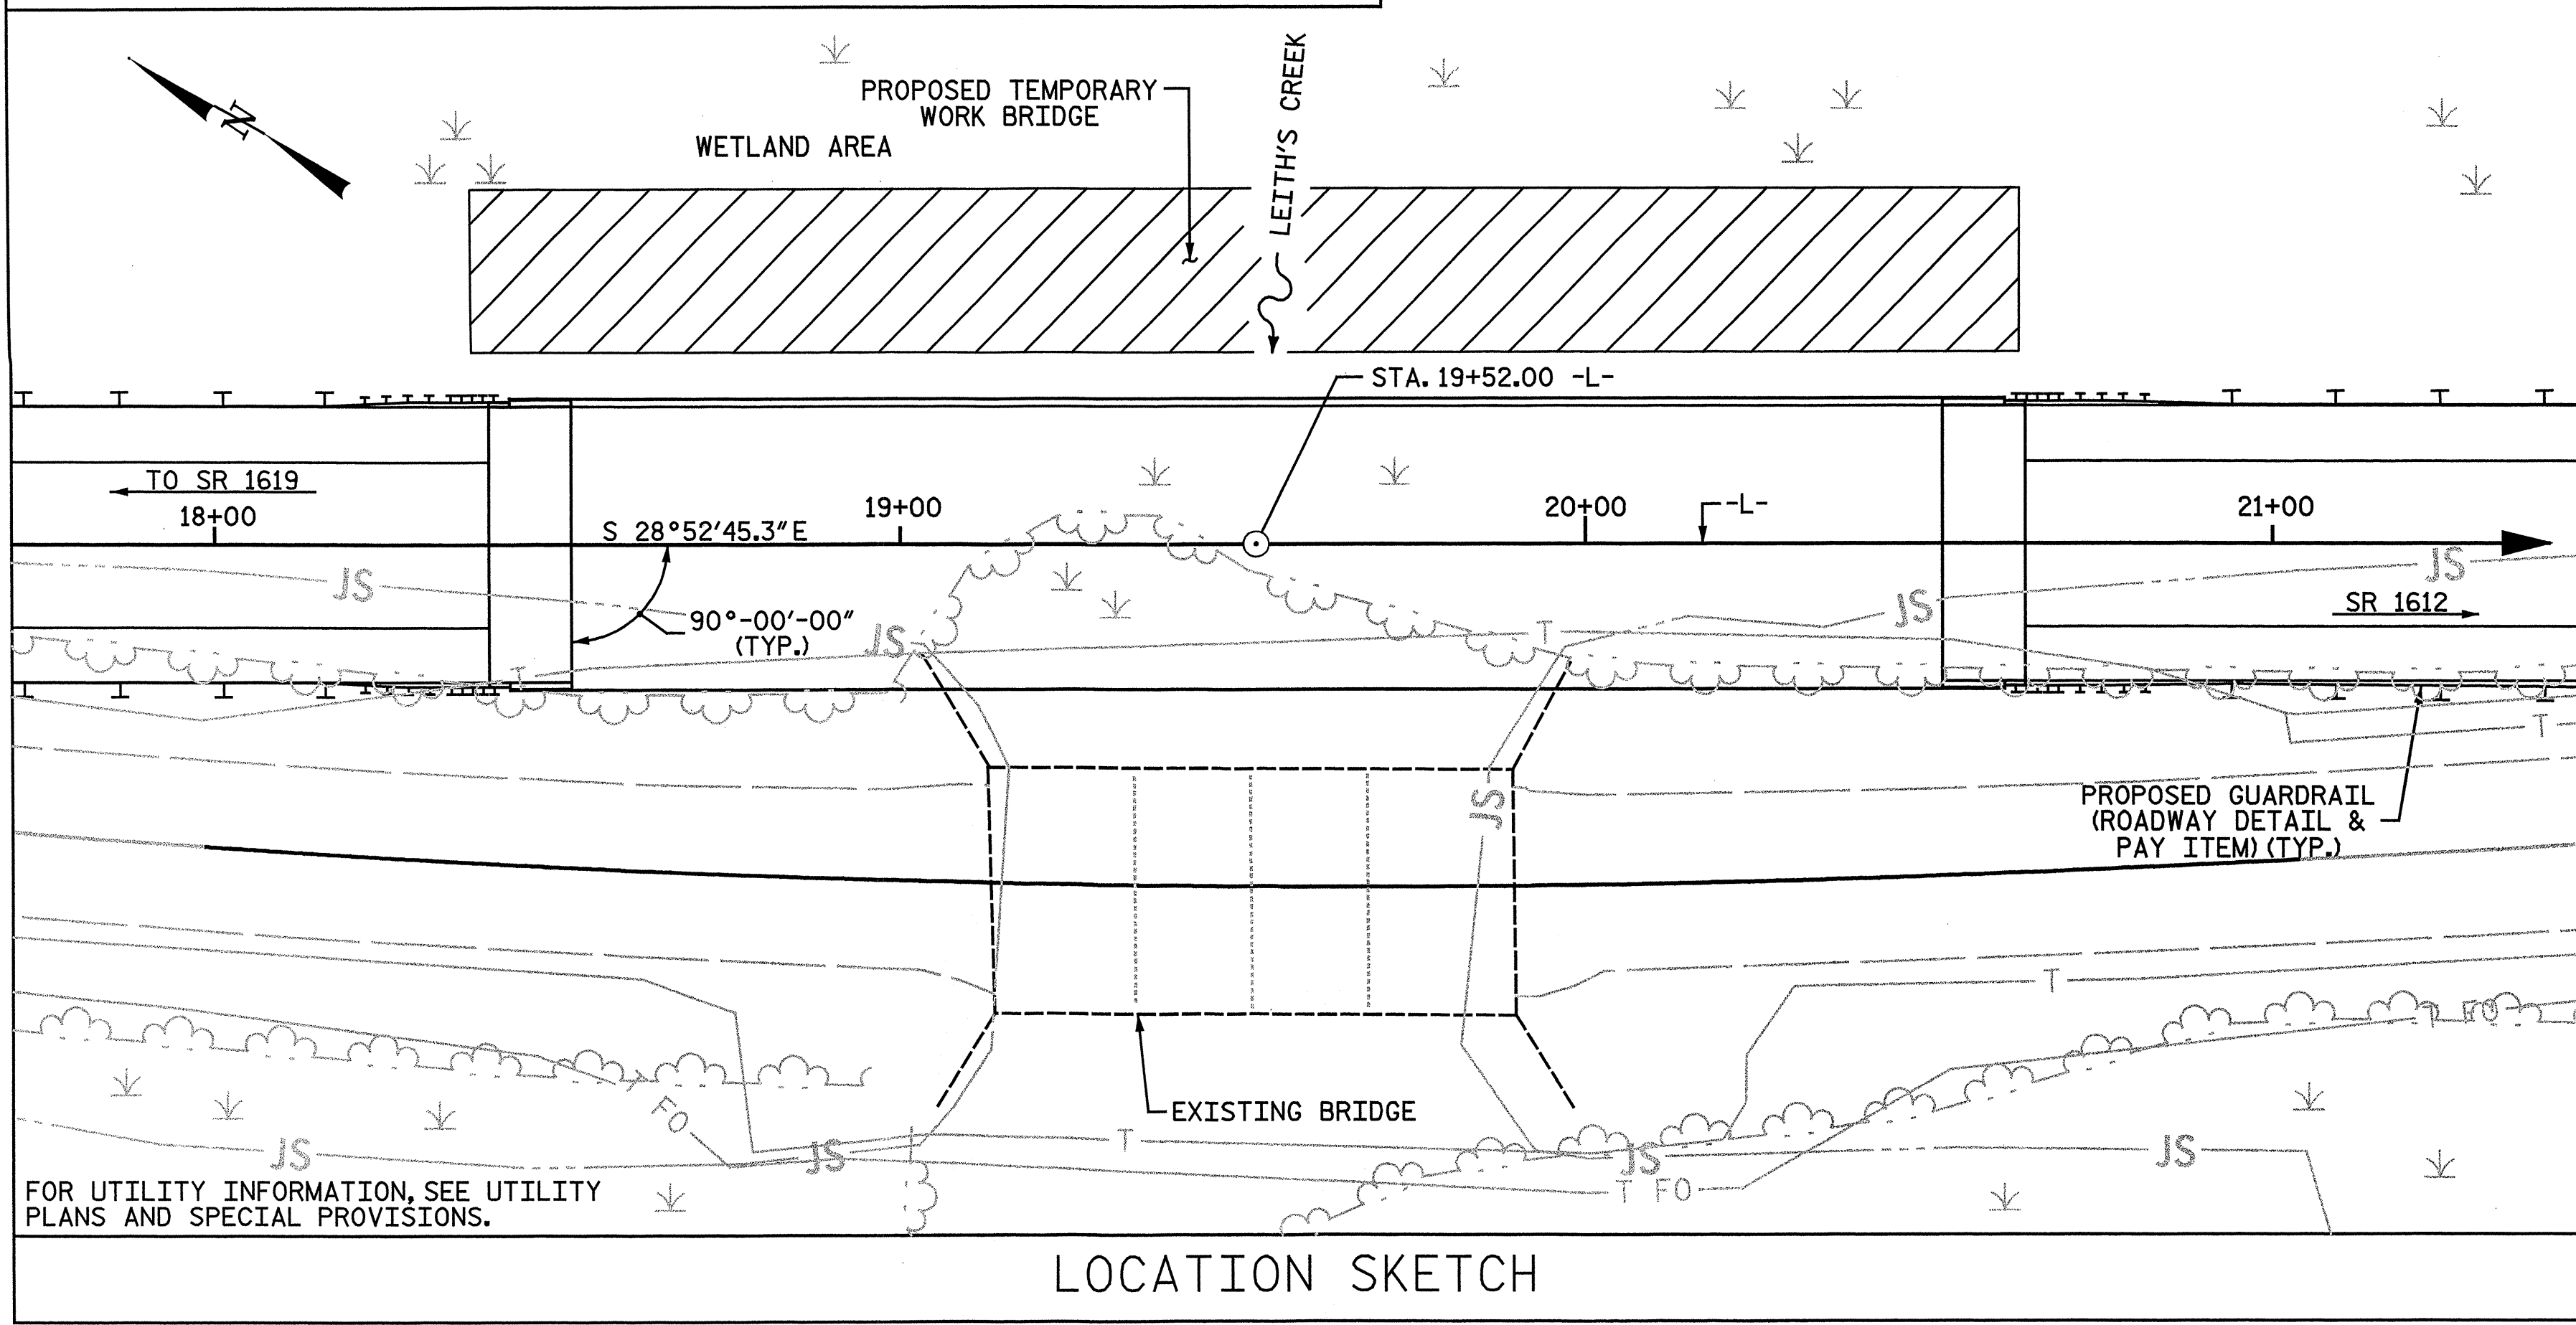 LEITH'S CREEK
PROPOSED TEMPORARY
WORK BRIDGE
N
WETLAND AREA
STA. 19+52.00 -L-
TO SR 1619
18+00
19+00
20+00
-L-
21+00
S 28°52'45.3"E
JS
JS
JS
SR 1612
90°-00'-00"
(TYP.)
JS
T
T
T
JS
PROPOSED GUARDRAIL
(ROADWAY DETAIL &
PAY ITEM) (TYP.)
T
T FO
FO
EXISTING BRIDGE
T
JS
JS
JS
JS
T FO
FOR UTILITY INFORMATION, SEE UTILITY
PLANS AND SPECIAL PROVISIONS.
LOCATION SKETCH